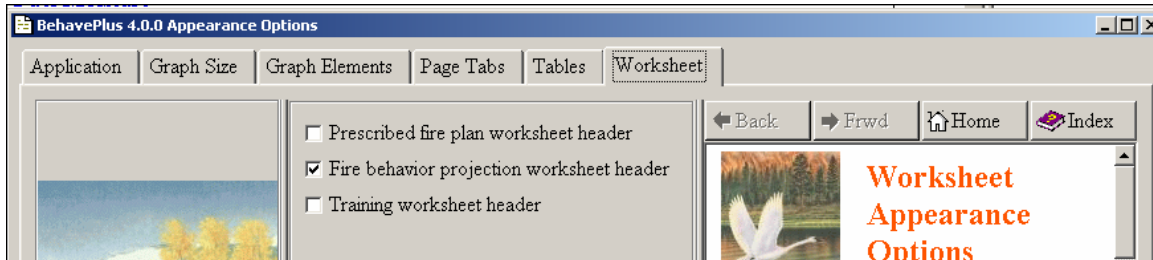 BehavePlus 4.0.0 Appearance Options
Application Graph Size Graph Elements Page Tabs Tables Worksheet
Prescribed fire plan worksheet header
Fire behavior projection worksheet header
Training worksheet header
Back Frwd Home Index
Worksheet
Appearance
Options